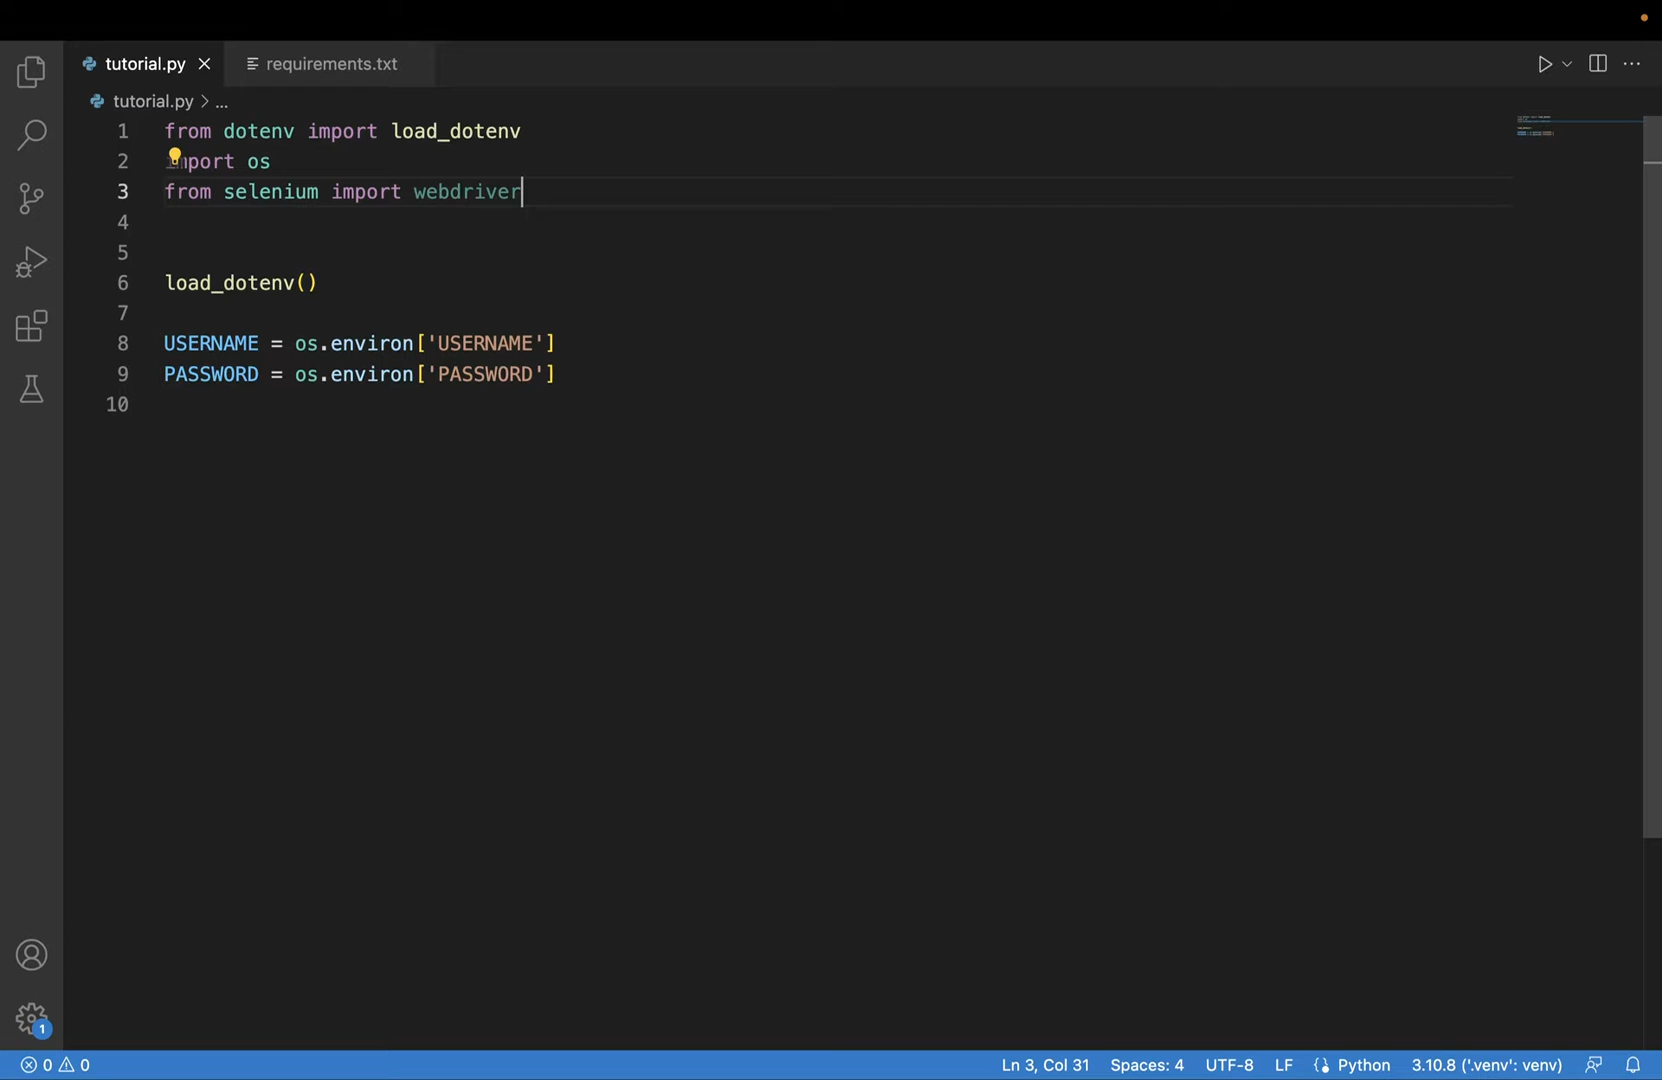 tutorial.py
requirements.txt
tutorial.py > ...
1 from dotenv import load_dotenv
2 import os
3 from selenium import webdriver
4
5
6 load_dotenv()
7
8 USERNAME = os.environ['USERNAME']
9 PASSWORD = os.environ['PASSWORD']
10
1
0 0 Ln 3, Col 31 Spaces: 4 UTF-8 LF Python 3.10.8 ('.venv': venv)